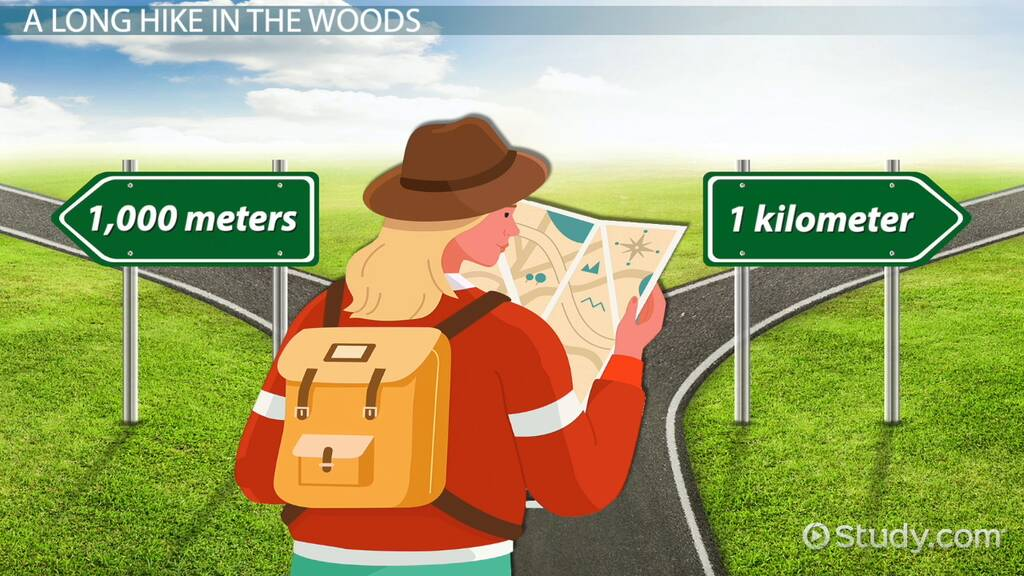 A LONG HIKE IN THE WOODS
1,000 meters
1 kilometer
Study.com